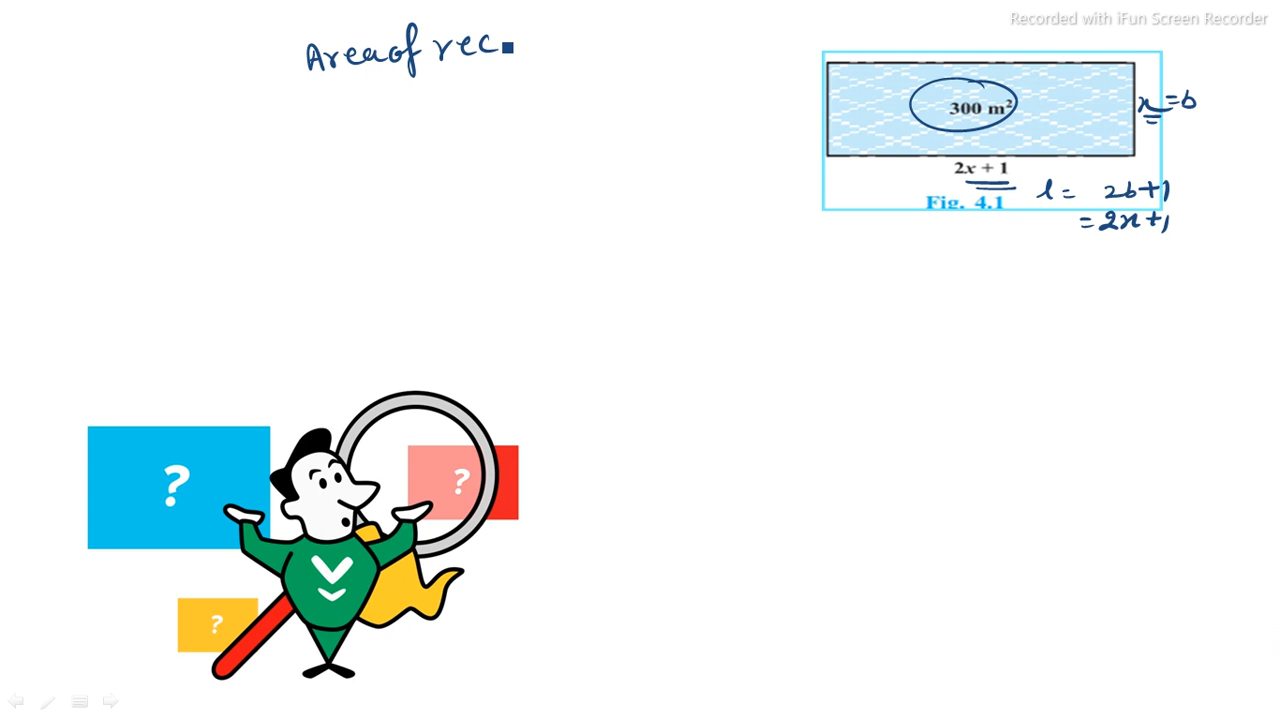 Recorded with iFun Screen Recorder
Area of rec
300 m²
x = b
2x + 1
l = 2b+1
= 2x+1
Fig. 4.1
?
?
?